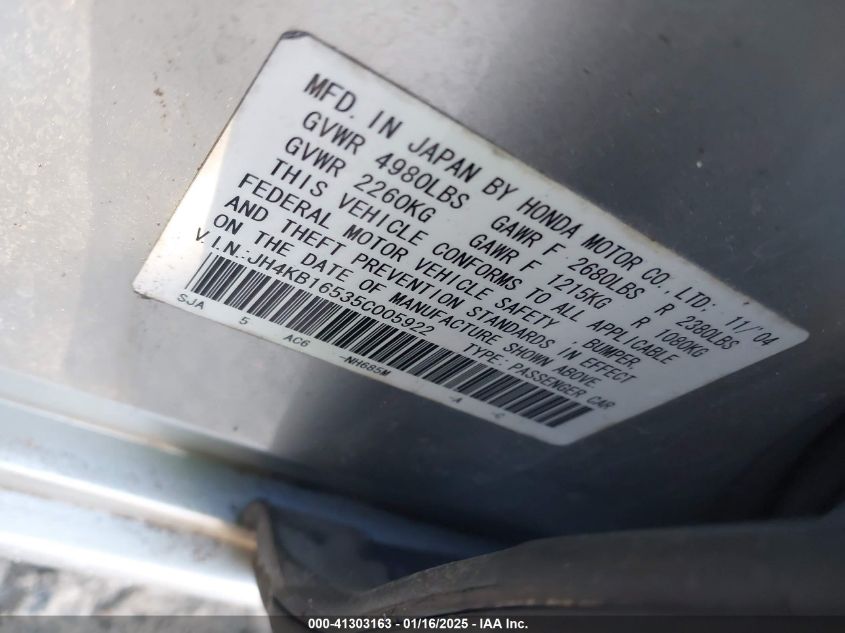 MFD. IN JAPAN BY HONDA MOTOR CO., LTD: 11/'04
GVWR 4980LBS GAWR F 2680LBS R 2380LBS
GVWR 2260KG GAWR F 1215KG R 1080KG
THIS VEHICLE CONFORMS TO ALL APPLICABLE
FEDERAL MOTOR VEHICLE SAFETY, BUMPER,
AND THEFT PREVENTION STANDARDS IN EFFECT
ON THE DATE OF MANUFACTURE SHOWN ABOVE.
V.I.N.:JH4KB16535C005922 TYPE: PASSENGER CAR
SJA 5 AC6 -NH685M -A -C
000-41303163 - 01/16/2025 - IAA Inc.